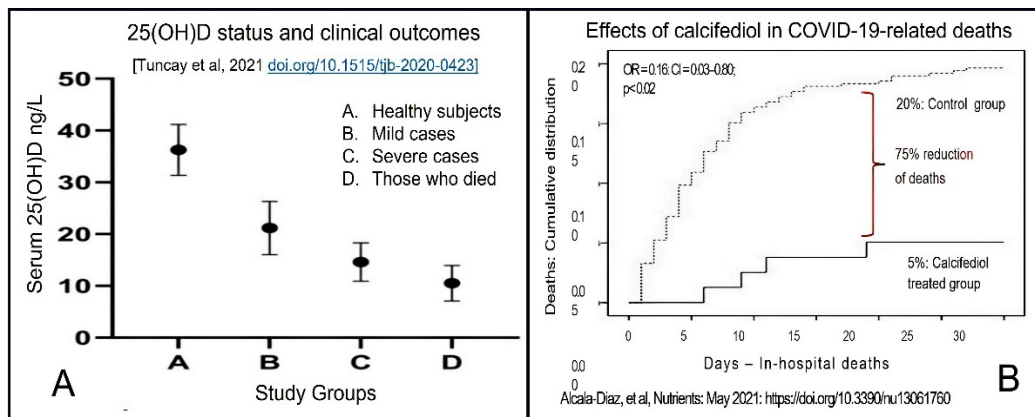 25(OH)D status and clinical outcomes
[Tuncay et al, 2021 doi.org/10.1515/tjb-2020-0423]
Serum 25(OH)D ng/L
50
40
30
20
10
0
A. Healthy subjects
B. Mild cases
C. Severe cases
D. Those who died
A B C D
Study Groups
A
Effects of calcifediol in COVID-19-related deaths
OR = 0.16: CI = 0.03–0.80;
p< 0.02
Deaths: Cumulative distribution
0.2
0
0.1
5
0.1
0
0.0
5
0.0
0
20%: Control group
75% reduction
of deaths
5%: Calcifediol
treated group
0 5 10 15 20 25 30
Days – In-hospital deaths
B
Alcala-Diaz, et al, Nutrients: May 2021: https://doi.org/10.3390/nu13061760